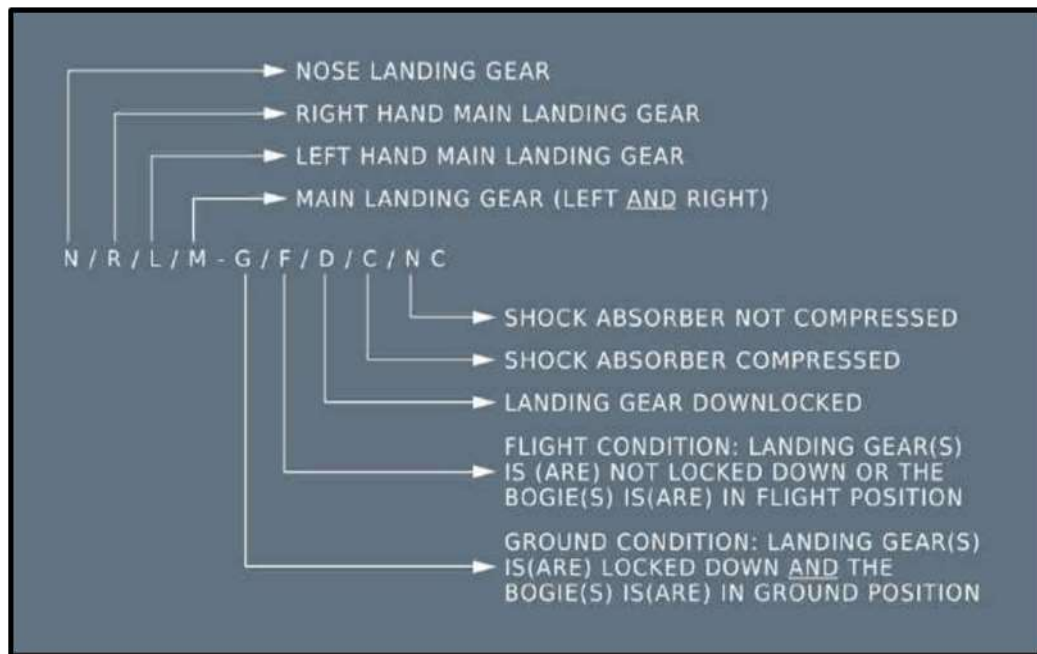 NOSE LANDING GEAR
RIGHT HAND MAIN LANDING GEAR
LEFT HAND MAIN LANDING GEAR
MAIN LANDING GEAR (LEFT AND RIGHT)
N / R / L / M - G / F / D / C / N C
SHOCK ABSORBER NOT COMPRESSED
SHOCK ABSORBER COMPRESSED
LANDING GEAR DOWNLOCKED
FLIGHT CONDITION: LANDING GEAR(S)
IS (ARE) NOT LOCKED DOWN OR THE
BOGIE(S) IS(ARE) IN FLIGHT POSITION
GROUND CONDITION: LANDING GEAR(S)
IS(ARE) LOCKED DOWN AND THE
BOGIE(S) IS(ARE) IN GROUND POSITION